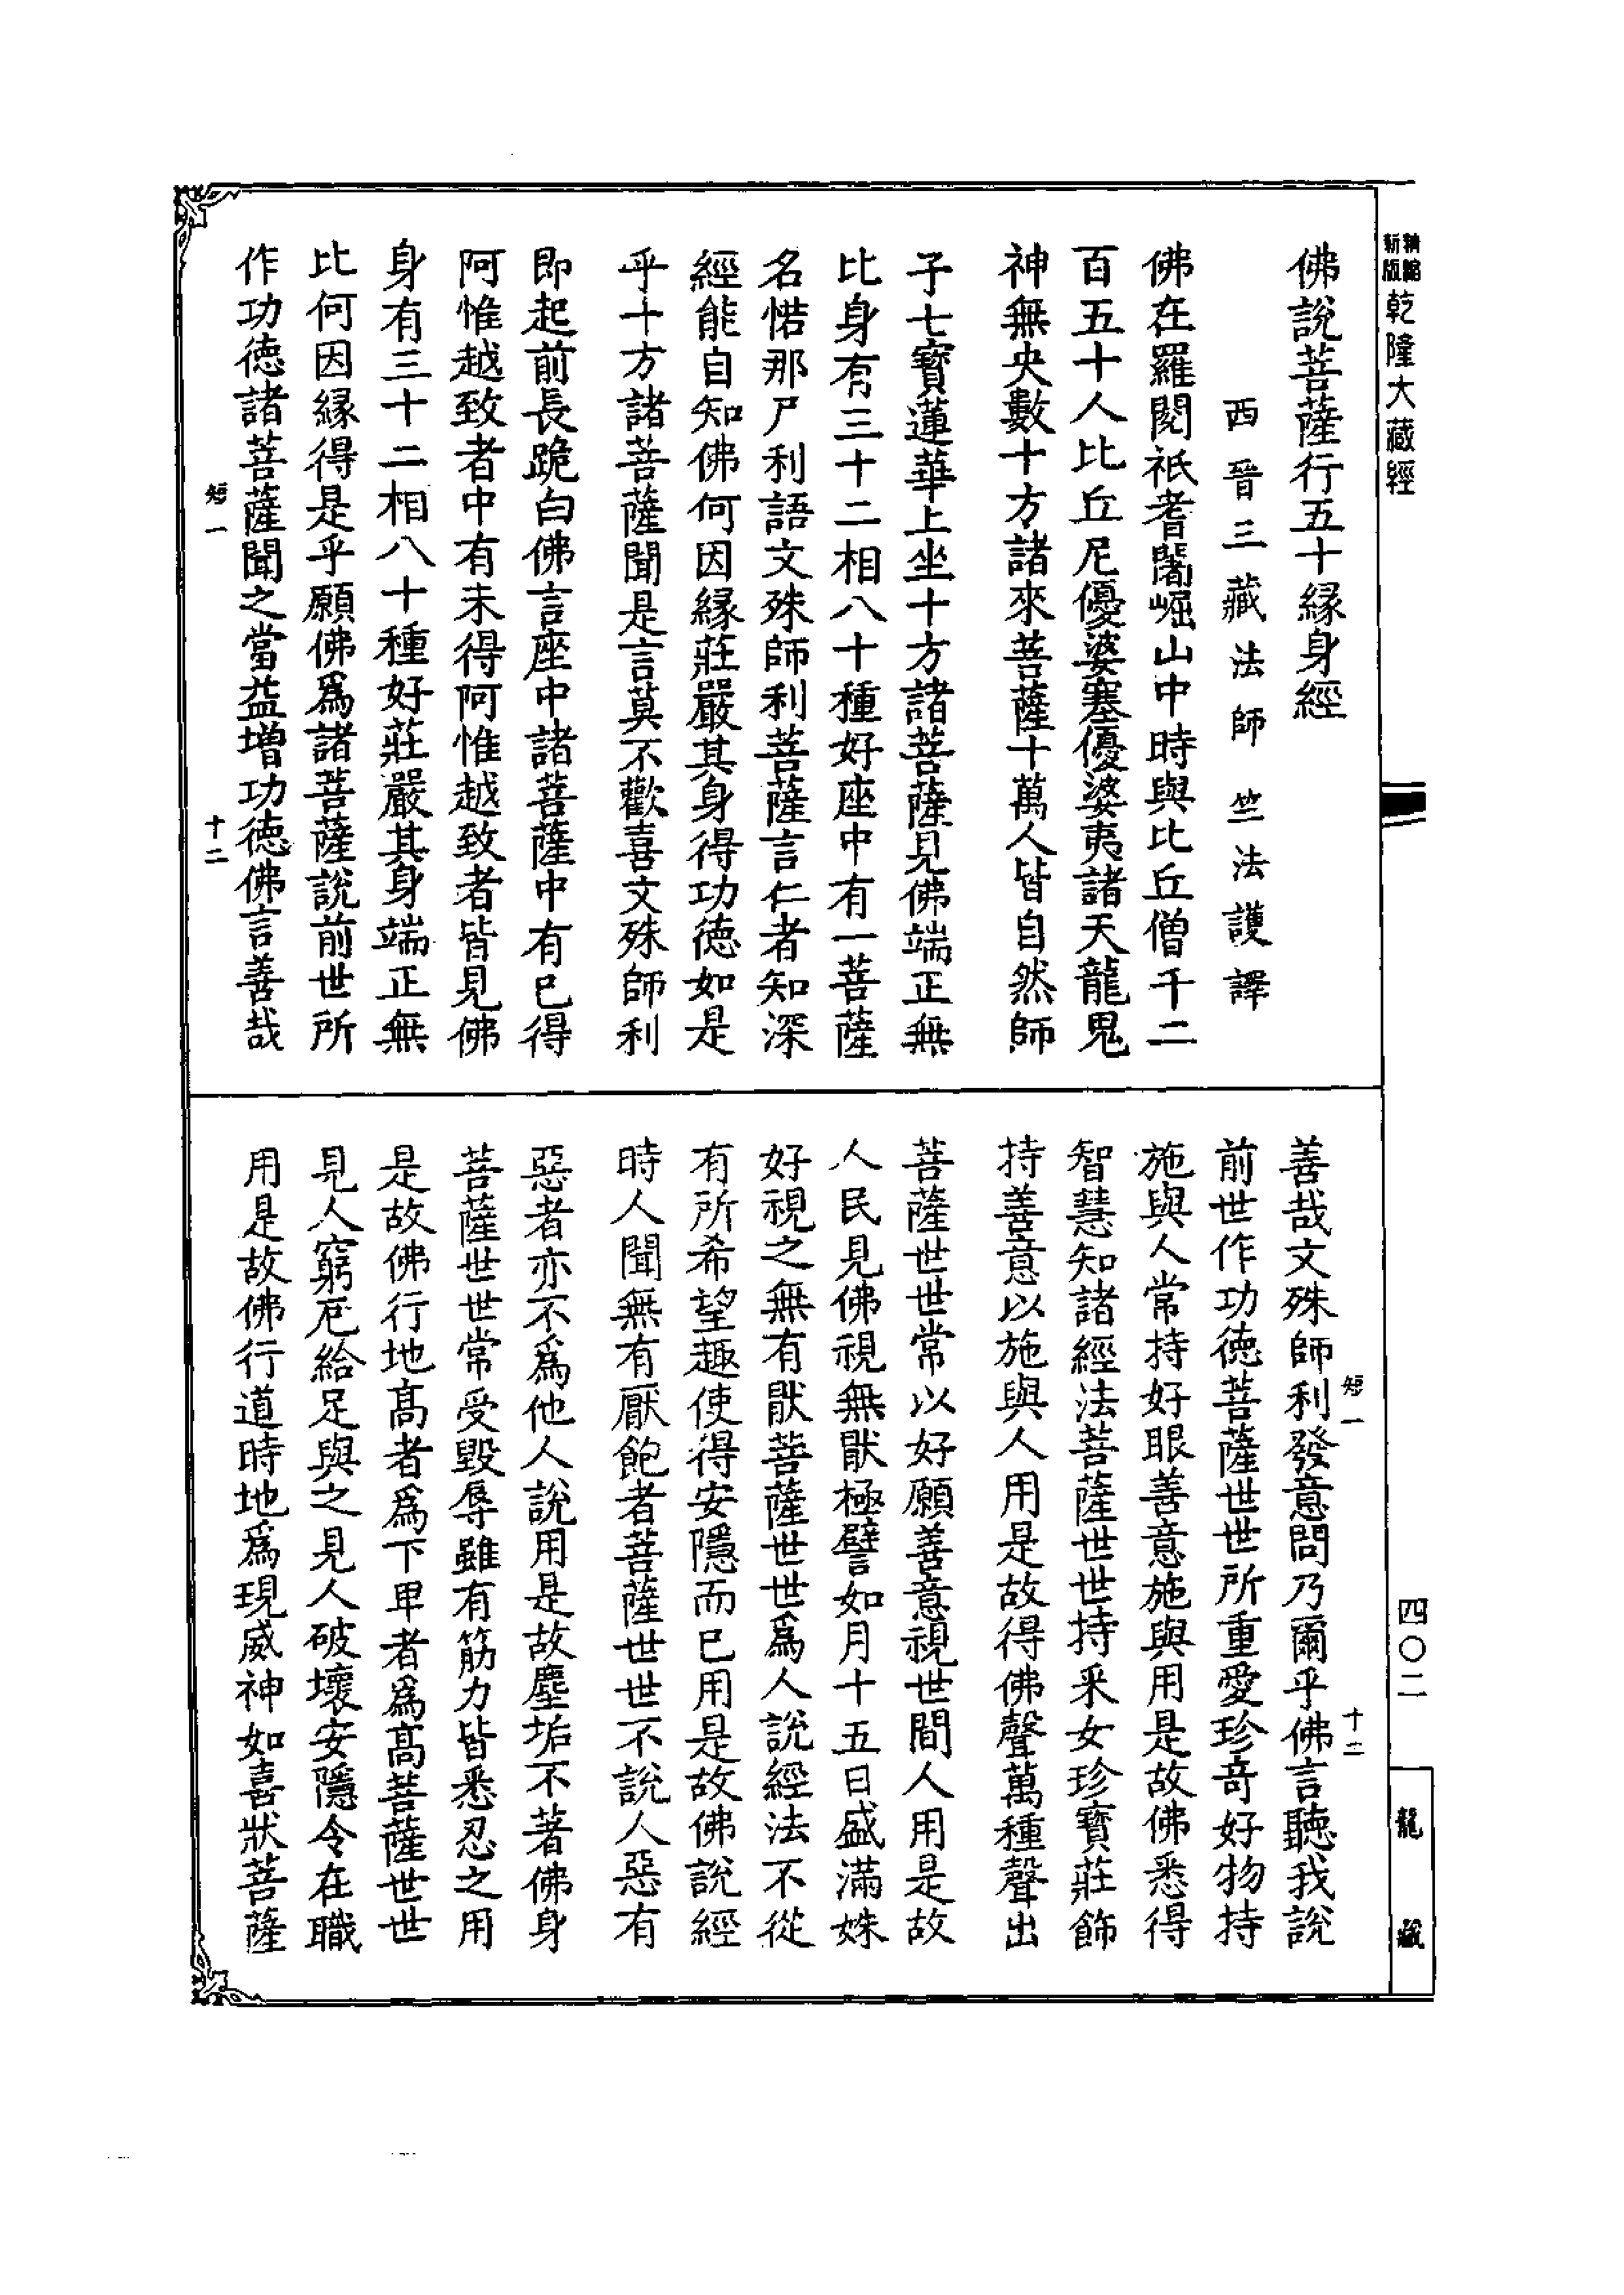 精縮新版乾隆大藏經
佛說菩薩行五十緣身經
西晉三藏法師竺法護譯
佛在羅閱祇耆闍崛山中時與比丘僧千二
百五十人比丘尼優婆塞優婆夷諸天龍鬼
神無央數十方諸來菩薩十萬人皆自然師
子七寶蓮華上坐十方諸菩薩見佛端正無
比身有三十二相八十種好座中有一菩薩
名惒那尸利語文殊師利菩薩言仁者知深
經能自知佛何因緣莊嚴其身得功德如是
乎十方諸菩薩聞是言莫不歡喜文殊師利
即起前長跪白佛言座中諸菩薩中有已得
阿惟越致者中有未得阿惟越致者皆見佛
身有三十二相八十種好莊嚴其身端正無
比何因緣得是乎願佛為諸菩薩說前世所
作功德諸菩薩聞之當益增功德佛言善哉
短一 十二
短一 十二
善哉文殊師利發意問乃爾乎佛言聽我說
前世作功德菩薩世世所重愛珍奇好物持
施與人常持好眼善意施與用是故佛悉得
智慧知諸經法菩薩世世持釆女珍寶莊飾
持善意以施與人用是故得佛聲萬種聲出
菩薩世世常以好願善意視世間人用是故
人民見佛視無猒極譬如月十五日盛滿姝
好視之無有猒菩薩世世為人說經法不從
有所希望趣使得安隱而已用是故佛說經
時人聞無有厭飽者菩薩世世不說人惡有
惡者亦不為他人說用是故塵垢不著佛身
菩薩世世常受毀辱雖有筋力皆悉忍之用
是故佛行地高者為下卑者為高菩薩世世
見人窮厄給足與之見人破壞安隱令在職
用是故佛行道時地為現威神如喜狀菩薩
四〇二
龍藏